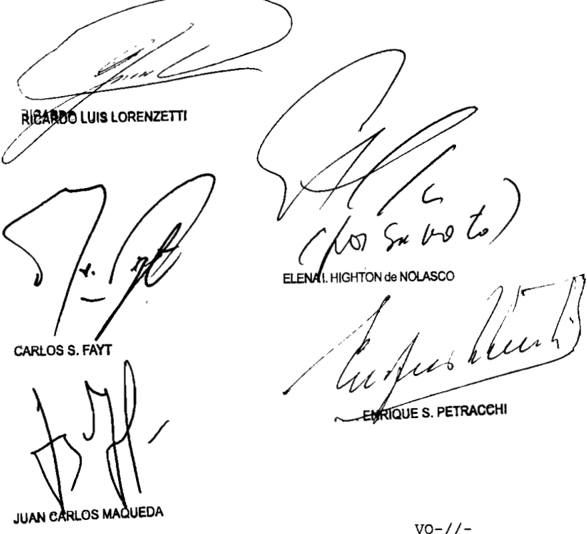 RICARDO LUIS LORENZETTI
(por su voto)
ELENA I. HIGHTON de NOLASCO
CARLOS S. FAYT
ENRIQUE S. PETRACCHI
JUAN CARLOS MAQUEDA
VO-//-